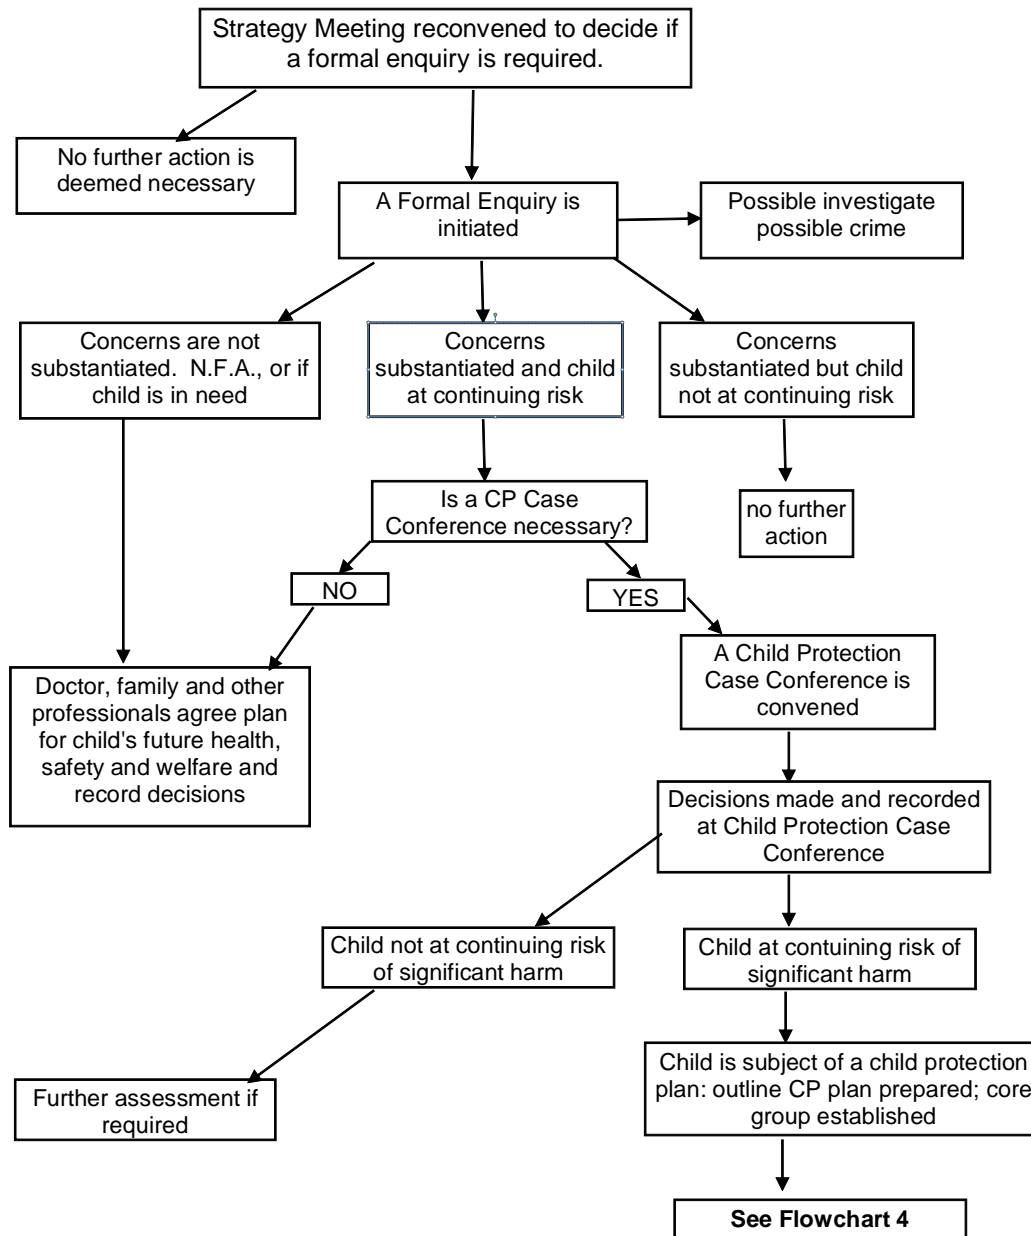 Strategy Meeting reconvened to decide if
a formal enquiry is required.
No further action is
deemed necessary
A Formal Enquiry is
initiated
Possible investigate
possible crime
Concerns are not
substantiated.  N.F.A., or if
child is in need
Concerns
substantiated and child
at continuing risk
Concerns
substantiated but child
not at continuing risk
Is a CP Case
Conference necessary?
no further
action
NO
YES
Doctor, family and other
professionals agree plan
for child's future health,
safety and welfare and
record decisions
A Child Protection
Case Conference is
convened
Decisions made and recorded
at Child Protection Case
Conference
Child not at continuing risk
of significant harm
Child at contuining risk of
significant harm
Further assessment if
required
Child is subject of a child protection
plan: outline CP plan prepared; core
group established
See Flowchart 4